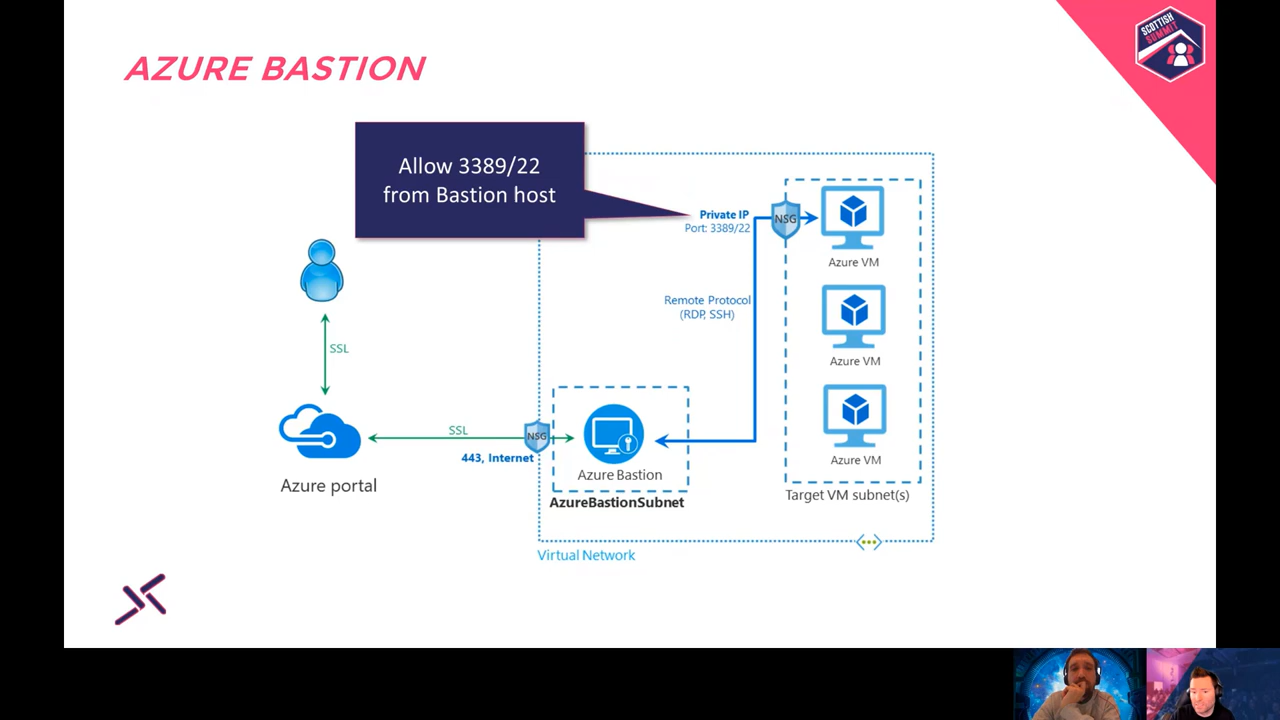 AZURE BASTION
SCOTTISH
SUMMIT
Allow 3389/22
from Bastion host
Private IP
Port: 3389/22
NSG
Azure VM
Remote Protocol
(RDP, SSH)
Azure VM
SSL
SSL
NSG
443, Internet
Azure portal
Azure Bastion
AzureBastionSubnet
Azure VM
Target VM subnet(s)
Virtual Network